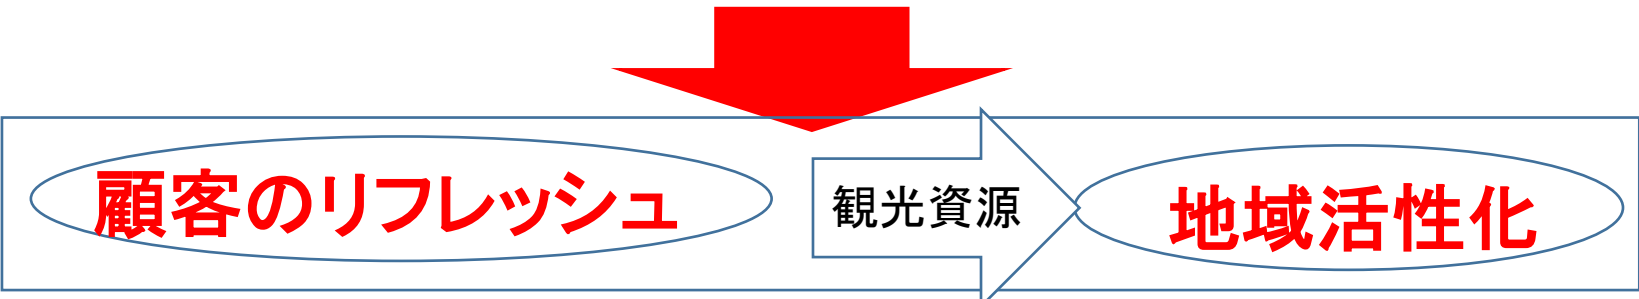 顧客のリフレッシュ
観光資源
地域活性化